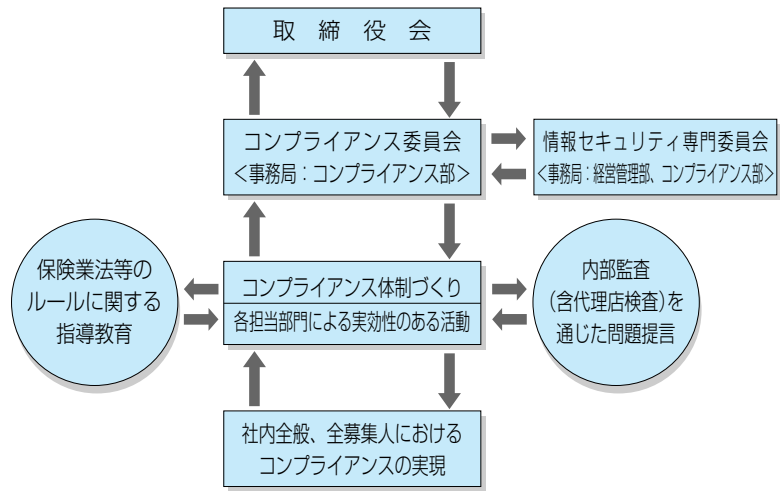 取締役会
コンプライアンス委員会
<事務局：コンプライアンス部>
情報セキュリティ専門委員会
<事務局：経営管理部、コンプライアンス部>
保険業法等の
ルールに関する
指導教育
コンプライアンス体制づくり
各担当部門による実効性のある活動
内部監査
(含代理店検査)を
通じた問題提言
社内全般、全募集人における
コンプライアンスの実現